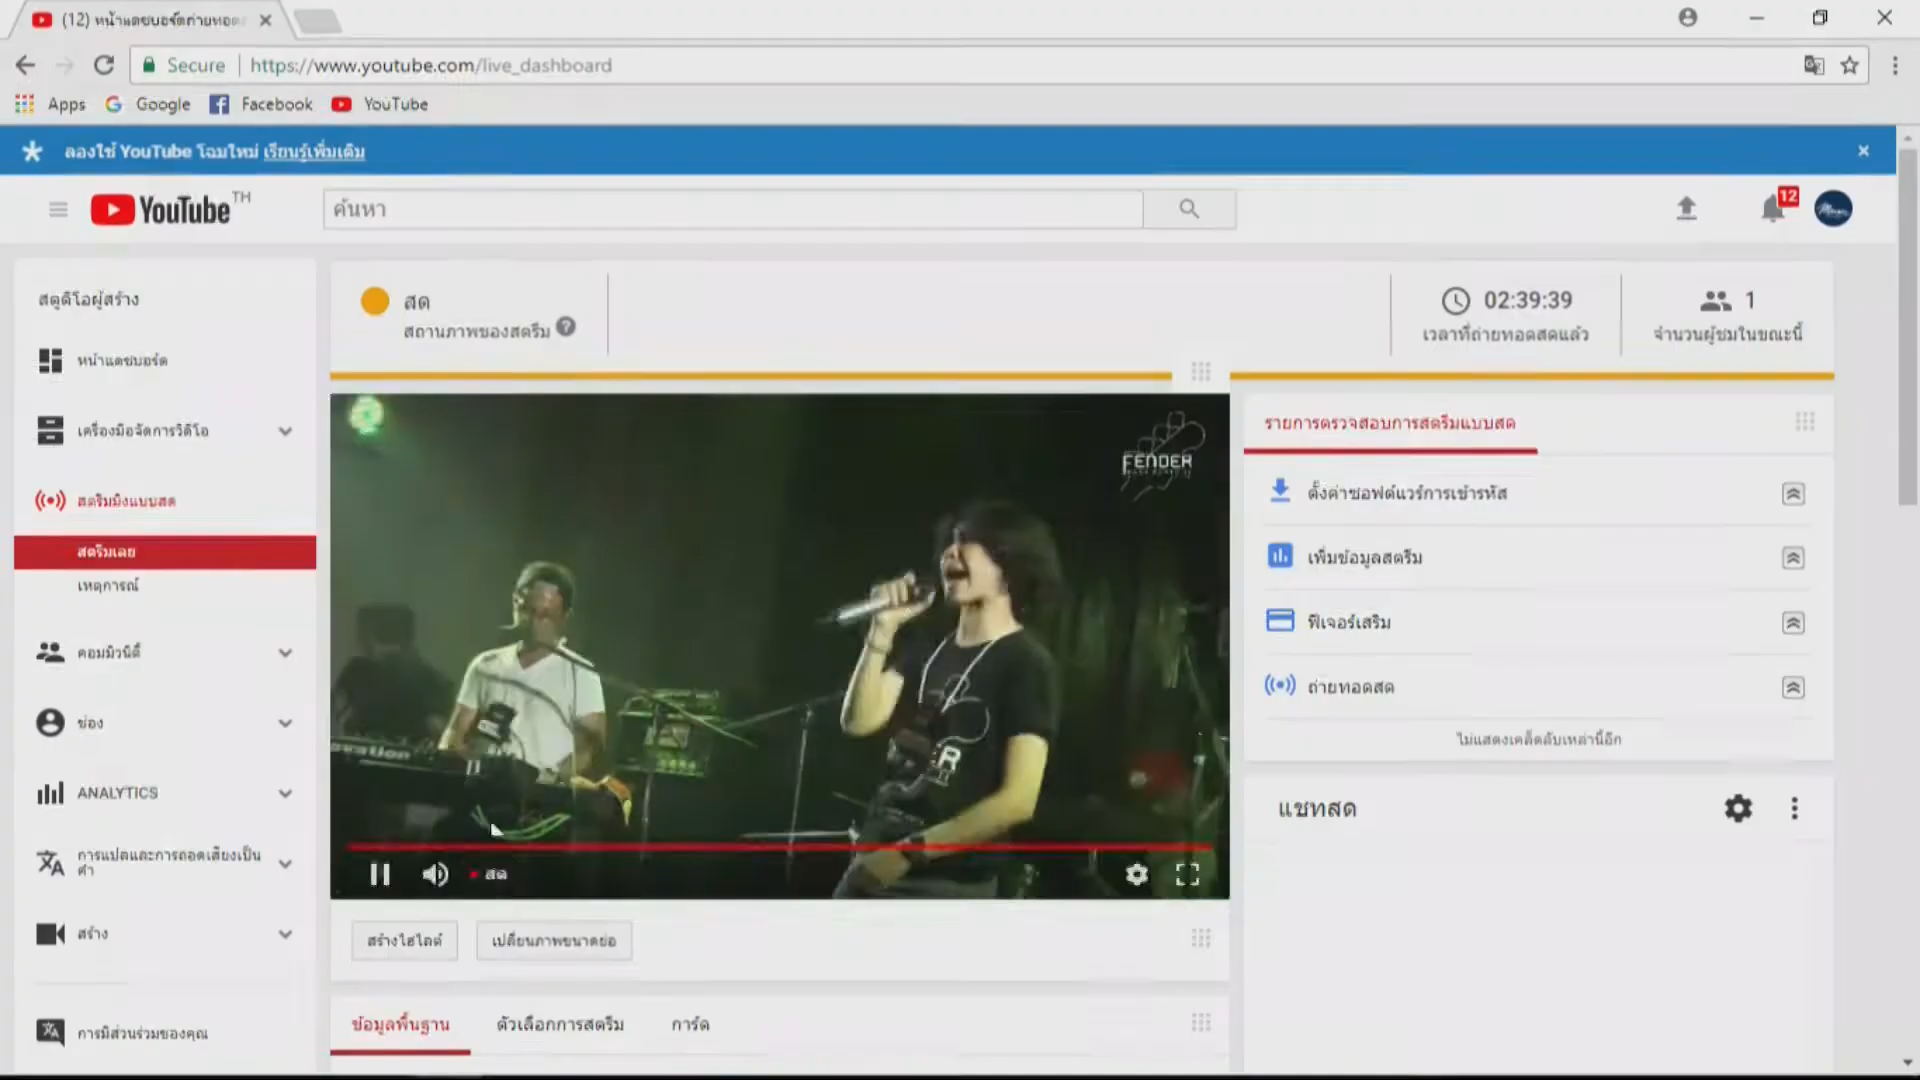 (12) หน้าแดชบอร์ดถ่ายทอด
Secure
https://www.youtube.com/live_dashboard
Apps
Google
Facebook
YouTube
ลองใช้ YouTube โฉมใหม่ เรียนรู้เพิ่มเติม
YouTube TH
ค้นหา
12
สตูดิโอผู้สร้าง
หน้าแดชบอร์ด
เครื่องมือจัดการวิดีโอ
สตรีมมิงแบบสด
สตรีมเลย
เหตุการณ์
คอมมิวนิตี้
ช่อง
ANALYTICS
การแปลและการถอดเสียงเป็น
คำ
สร้าง
การมีส่วนร่วมของคุณ
สด
สถานภาพของสตรีม
02:39:39
เวลาที่ถ่ายทอดสดแล้ว
1
จำนวนผู้ชมในขณะนี้
FENDER
สด
สร้างไฮไลต์
เปลี่ยนภาพขนาดย่อ
ข้อมูลพื้นฐาน
ตัวเลือกการสตรีม
การ์ด
รายการตรวจสอบการสตรีมแบบสด
ตั้งค่าซอฟต์แวร์การเข้ารหัส
เพิ่มข้อมูลสตรีม
ฟีเจอร์เสริม
ถ่ายทอดสด
ไม่แสดงเคล็ดลับเหล่านี้อีก
แชทสด